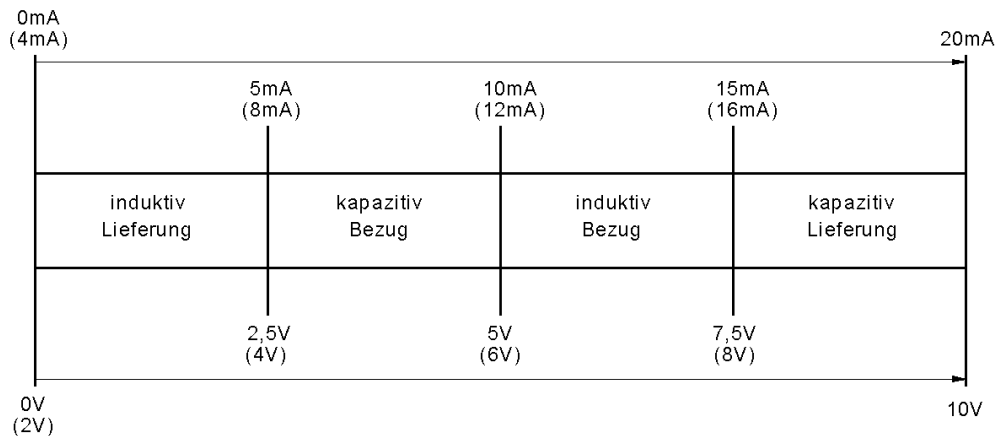 0mA
(4mA)
20mA
5mA
(8mA)
10mA
(12mA)
15mA
(16mA)
induktiv
Lieferung
kapazitiv
Bezug
induktiv
Bezug
kapazitiv
Lieferung
2,5V
(4V)
5V
(6V)
7,5V
(8V)
0V
(2V)
10V